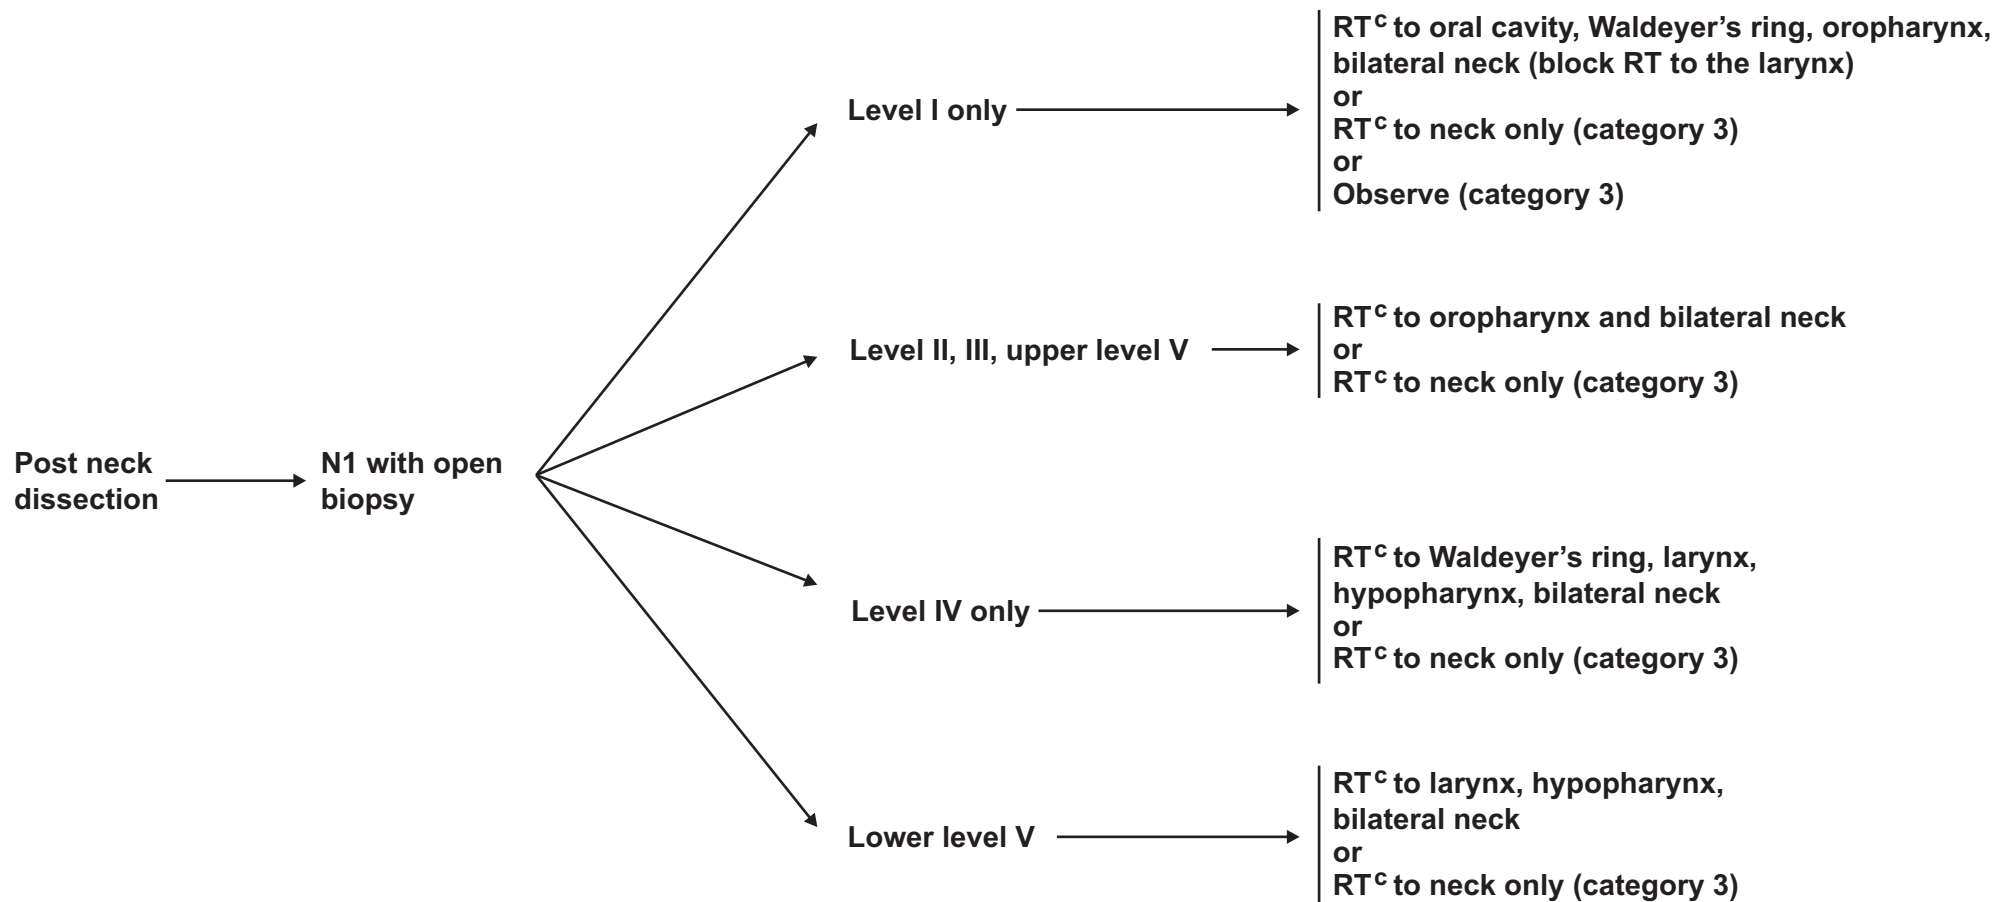 Post neck
dissection
N1 with open
biopsy
Level I only
RTᶜ to oral cavity, Waldeyer’s ring, oropharynx,
bilateral neck (block RT to the larynx)
or
RTᶜ to neck only (category 3)
or
Observe (category 3)
Level II, III, upper level V
RTᶜ to oropharynx and bilateral neck
or
RTᶜ to neck only (category 3)
Level IV only
RTᶜ to Waldeyer’s ring, larynx,
hypopharynx, bilateral neck
or
RTᶜ to neck only (category 3)
Lower level V
RTᶜ to larynx, hypopharynx,
bilateral neck
or
RTᶜ to neck only (category 3)